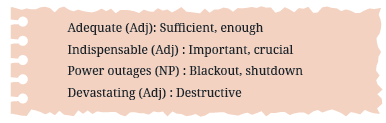 Adequate (Adj): Sufficient, enough
Indispensable (Adj) : Important, crucial
Power outages (NP) : Blackout, shutdown
Devastating (Adj) : Destructive